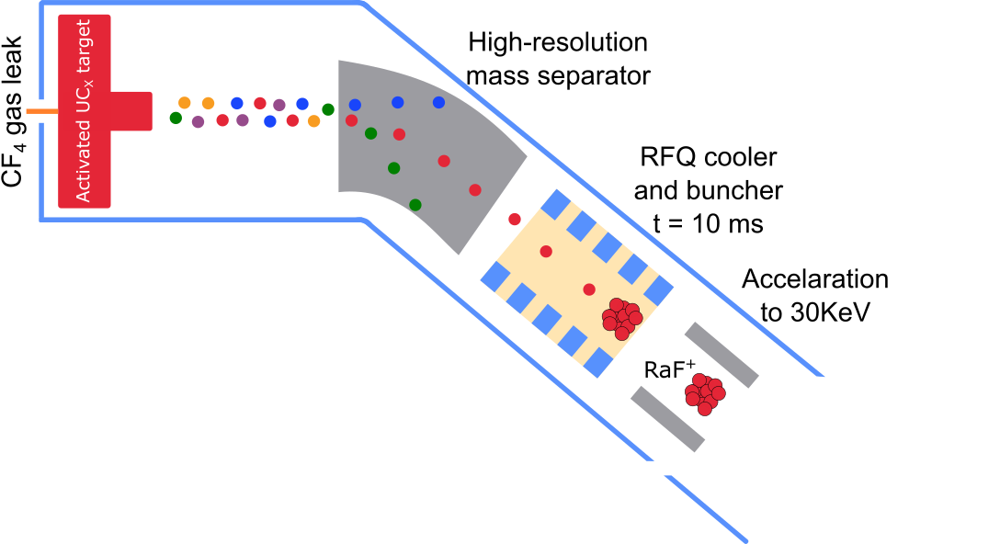 CF₄ gas leak
Activated UCₓ target
High-resolution
mass separator
RFQ cooler
and buncher
t = 10 ms
Accelaration
to 30KeV
RaF⁺